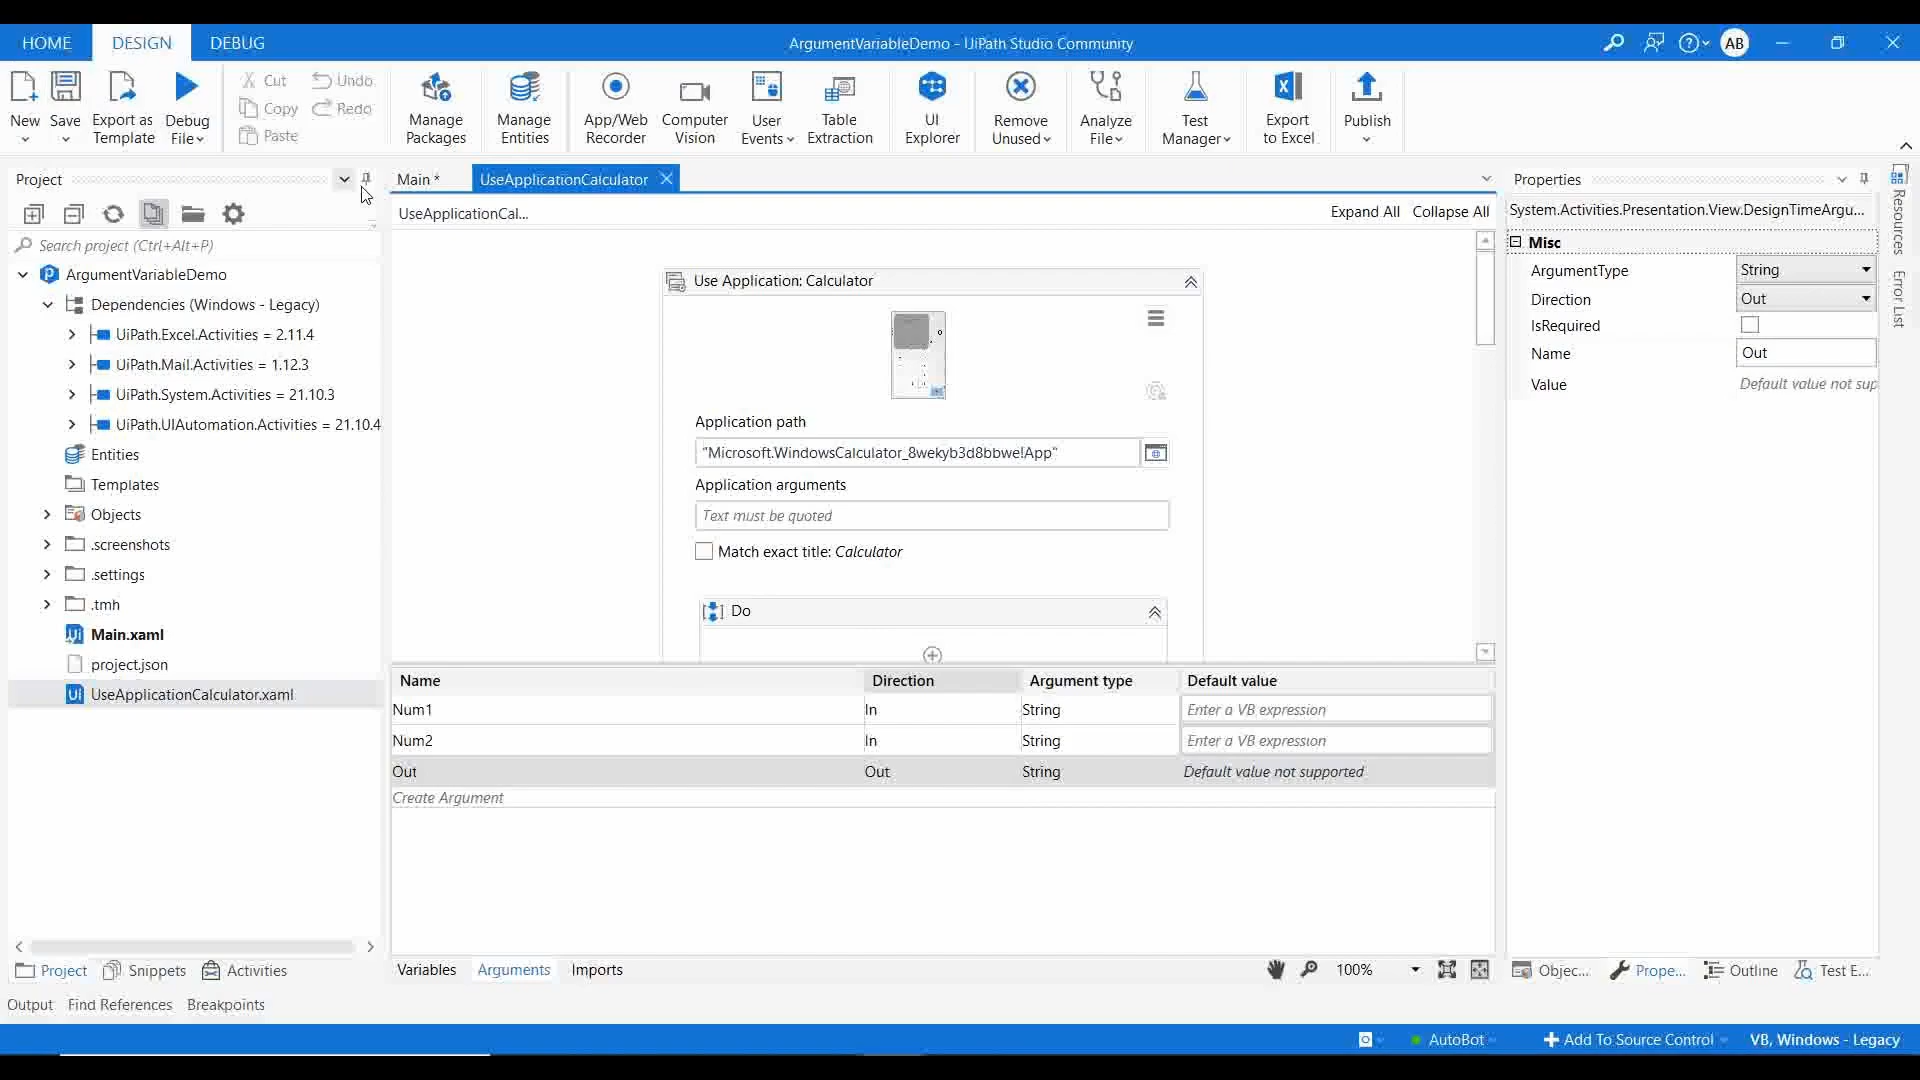 HOME DESIGN DEBUG ArgumentVariableDemo - UiPath Studio Community AB
New Save Export as Template Debug File Cut Copy Paste Undo Redo Manage Packages Manage Entities App/Web Recorder Computer Vision User Events Table Extraction UI Explorer Remove Unused Analyze File Test Manager Export to Excel Publish
Project
Main *
UseApplicationCalculator
Properties
Resources
Error List
UseApplicationCal...
Expand All Collapse All
System.Activities.Presentation.View.DesignTimeArgu...
Search project (Ctrl+Alt+P)
ArgumentVariableDemo
Dependencies (Windows - Legacy)
UiPath.Excel.Activities = 2.11.4
UiPath.Mail.Activities = 1.12.3
UiPath.System.Activities = 21.10.3
UiPath.UIAutomation.Activities = 21.10.4
Entities
Templates
Objects
.screenshots
.settings
.tmh
Main.xaml
project.json
UseApplicationCalculator.xaml
Use Application: Calculator
Application path
"Microsoft.WindowsCalculator_8wekyb3d8bbwe!App"
Application arguments
Text must be quoted
Match exact title: Calculator
Do
Misc
ArgumentType String
Direction Out
IsRequired
Name Out
Value Default value not sup
Name Direction Argument type Default value
Num1 In String Enter a VB expression
Num2 In String Enter a VB expression
Out Out String Default value not supported
Create Argument
Project Snippets Activities
Variables Arguments Imports
100%
Objec... Prope... Outline Test E...
Output Find References Breakpoints
AutoBot Add To Source Control VB, Windows - Legacy